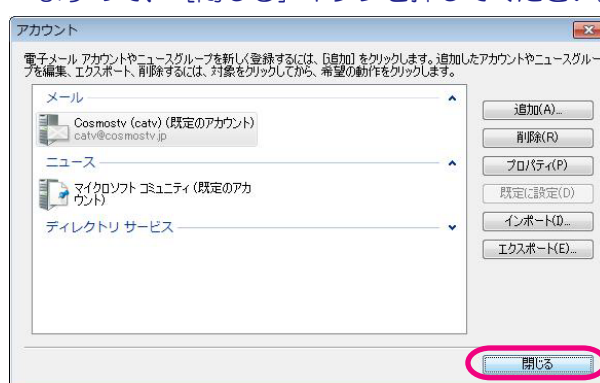 アカウント
電子メール アカウントやニュースグループを新しく登録するには、[追加] をクリックします。追加したアカウントやニュースグルー
プを編集、エクスポート、削除するには、対象をクリックしてから、希望の動作をクリックします。
メール
Cosmostv (catv) (既定のアカウント)
catv@cosmostv.jp
ニュース
マイクロソフト コミュニティ (既定のアカ
ウント)
ディレクトリ サービス
追加(A)...
削除(R)
プロパティ(P)
既定に設定(D)
インポート(I)...
エクスポート(E)...
閉じる